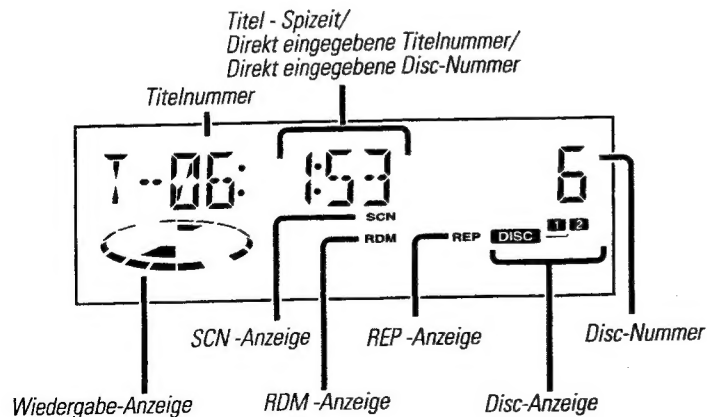 Titel - Spizeit/
Direkt eingegebene Titelnummer/
Direkt eingegebene Disc-Nummer
Titelnummer
T--06: 1:53 6
SCN
1 2
RDM REP DISC
SCN -Anzeige REP -Anzeige Disc-Nummer
Wiedergabe-Anzeige RDM -Anzeige Disc-Anzeige